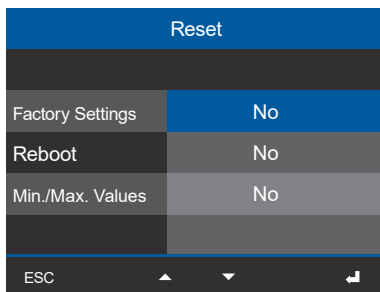 Reset
Factory Settings No
Reboot No
Min./Max. Values No
ESC